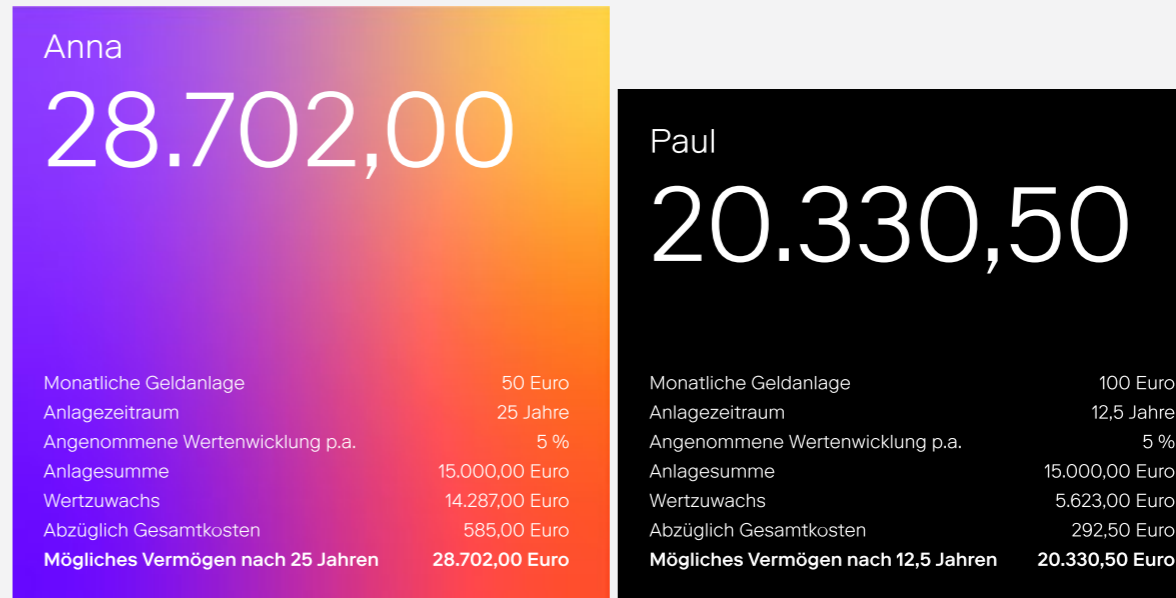 Anna
28.702,00
Monatliche Geldanlage 50 Euro
Anlagezeitraum 25 Jahre
Angenommene Wertenwicklung p.a. 5 %
Anlagesumme 15.000,00 Euro
Wertzuwachs 14.287,00 Euro
Abzüglich Gesamtkosten 585,00 Euro
Mögliches Vermögen nach 25 Jahren 28.702,00 Euro
Paul
20.330,50
Monatliche Geldanlage 100 Euro
Anlagezeitraum 12,5 Jahre
Angenommene Wertenwicklung p.a. 5 %
Anlagesumme 15.000,00 Euro
Wertzuwachs 5.623,00 Euro
Abzüglich Gesamtkosten 292,50 Euro
Mögliches Vermögen nach 12,5 Jahren 20.330,50 Euro